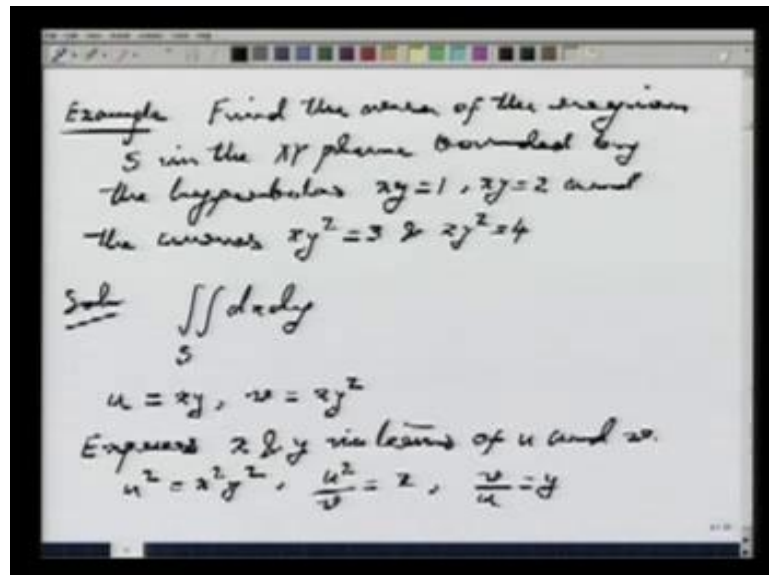 Example Find the area of the region
S in the XY plane bounded by
the hyperbolas xy=1, xy=2 and
the curves xy²=3 & xy²=4
Soln ∫∫ dxdy
S
u = xy, v = xy²
Express x & y in terms of u and v.
u² = x²y², u²/v = x, v/u = y